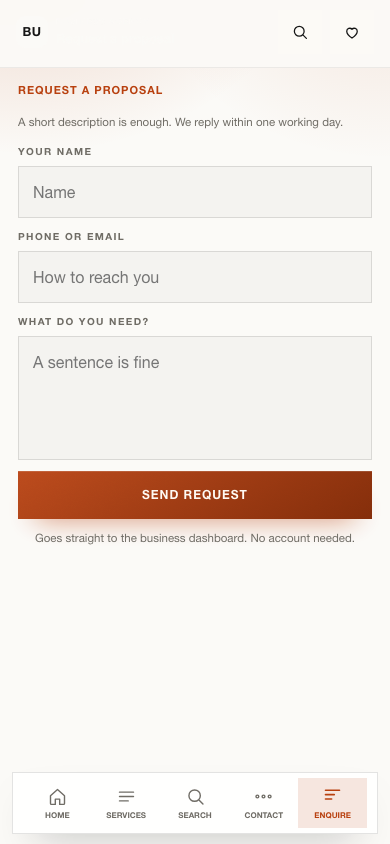 BU
REQUEST A PROPOSAL
A short description is enough. We reply within one working day.
YOUR NAME
Name
PHONE OR EMAIL
How to reach you
WHAT DO YOU NEED?
A sentence is fine
SEND REQUEST
Goes straight to the business dashboard. No account needed.
HOME SERVICES SEARCH CONTACT ENQUIRE